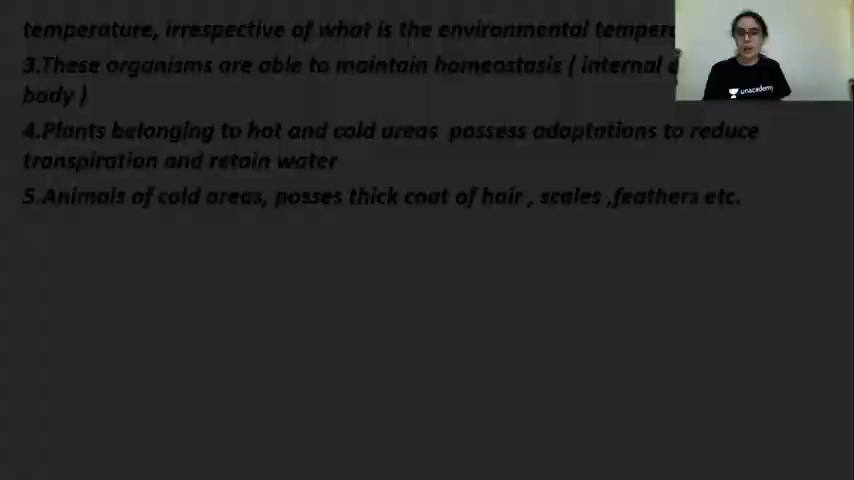 temperature, irrespective of what is the environmental
3.These organisms are able to maintain homeostasis ( internal
body )
4.Plants belonging to hot and cold areas possess adaptations to reduce
transpiration and retain water
5.Animals of cold areas, posses thick coat of hair , scales ,feathers etc.
unacademy